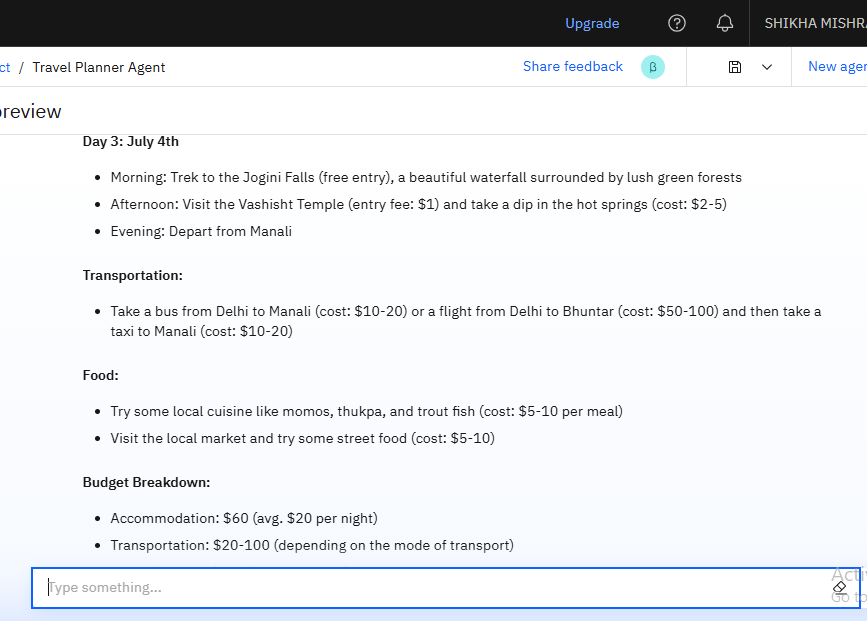 Upgrade SHIKHA MISHRA
ct / Travel Planner Agent Share feedback β New agen
preview
Day 3: July 4th
• Morning: Trek to the Jogini Falls (free entry), a beautiful waterfall surrounded by lush green forests
• Afternoon: Visit the Vashisht Temple (entry fee: $1) and take a dip in the hot springs (cost: $2-5)
• Evening: Depart from Manali
Transportation:
• Take a bus from Delhi to Manali (cost: $10-20) or a flight from Delhi to Bhuntar (cost: $50-100) and then take a
taxi to Manali (cost: $10-20)
Food:
• Try some local cuisine like momos, thukpa, and trout fish (cost: $5-10 per meal)
• Visit the local market and try some street food (cost: $5-10)
Budget Breakdown:
• Accommodation: $60 (avg. $20 per night)
• Transportation: $20-100 (depending on the mode of transport)
Type something...
Acti
Go to